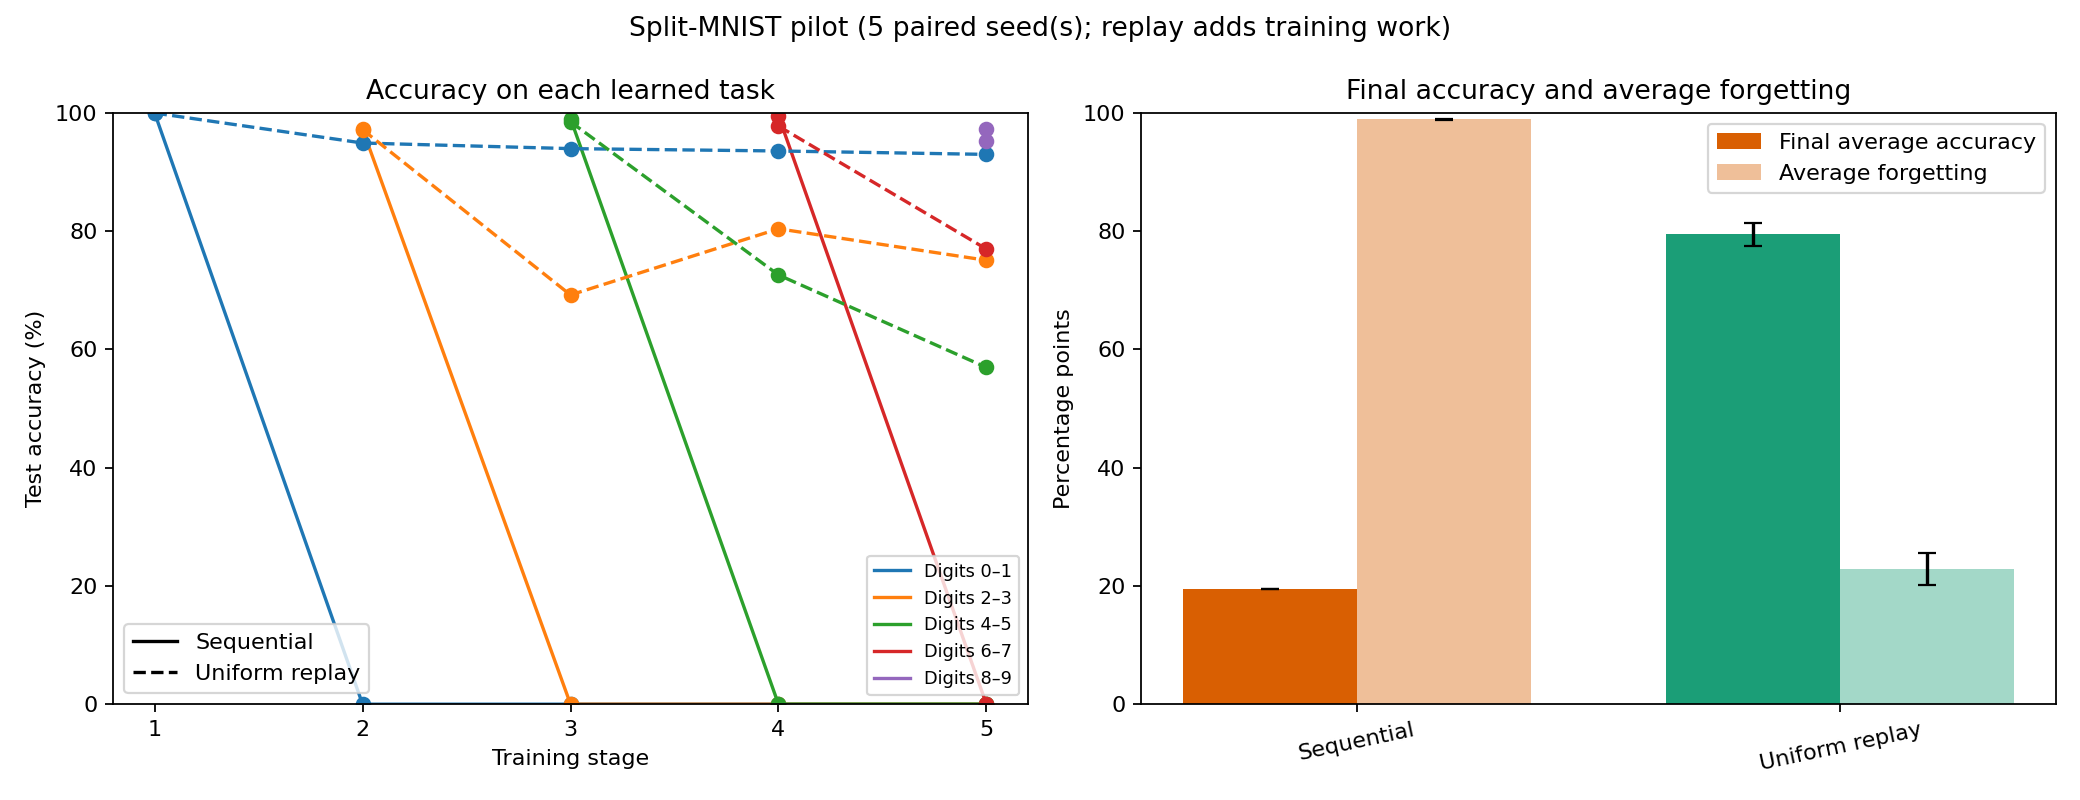 Split-MNIST pilot (5 paired seed(s); replay adds training work)
Accuracy on each learned task
Test accuracy (%)
100
80
60
40
20
0
Sequential
Uniform replay
Digits 0–1
Digits 2–3
Digits 4–5
Digits 6–7
Digits 8–9
1 2 3 4 5
Training stage
Final accuracy and average forgetting
Percentage points
100
80
60
40
20
0
Final average accuracy
Average forgetting
Sequential
Uniform replay